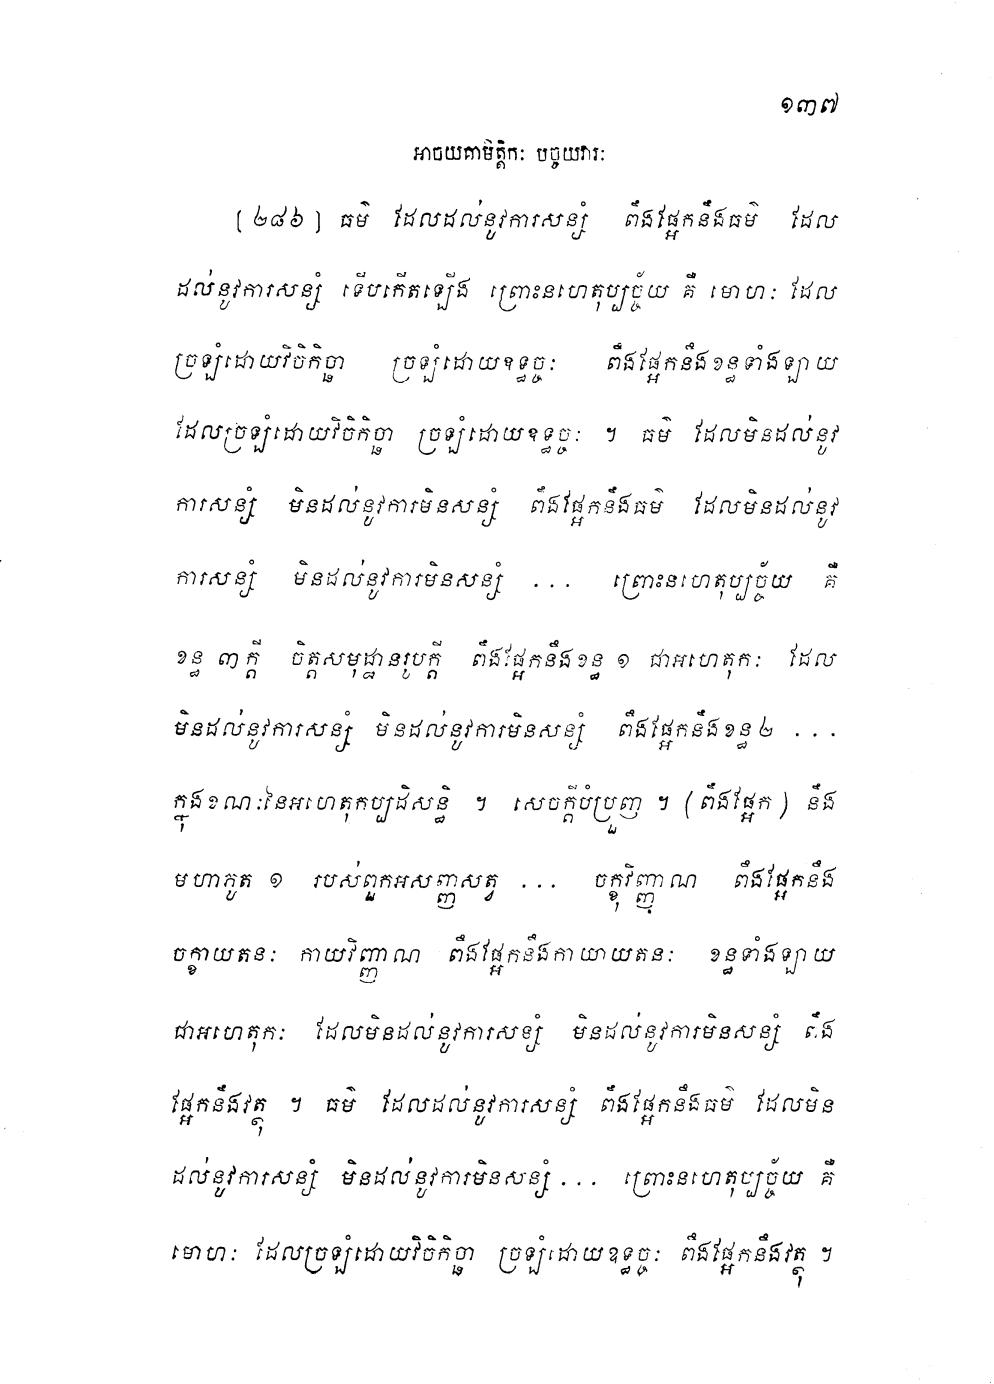 ១៣៧
អាចយគាមិត្តិកៈ បច្ចយវារៈ
[២៨៦] ធម៌ ដែលដល់នូវការសន្សំ ពឹងផ្អែកនឹងធម៌ ដែល
ដល់នូវការសន្សំ ទើបកើតឡើង ព្រោះនហេតុប្បច្ច័យ គឺ មោហៈ ដែល
ច្រឡំដោយវិចិកិច្ឆា ច្រឡំដោយឧទ្ធច្ចៈ ពឹងផ្អែកនឹងខន្ធទាំងឡាយ
ដែលច្រឡំដោយវិចិកិច្ឆា ច្រឡំដោយឧទ្ធច្ចៈ ។ ធម៌ ដែលមិនដល់នូវ
ការសន្សំ មិនដល់នូវការមិនសន្សំ ពឹងផ្អែកនឹងធម៌ ដែលមិនដល់នូវ
ការសន្សំ មិនដល់នូវការមិនសន្សំ ... ព្រោះនហេតុប្បច្ច័យ គឺ
ខន្ធ ៣ក្តី ចិត្តសមុដ្ឋានរូបក្តី ពឹងផ្អែកនឹងខន្ធ ១ ជាអហេតុកៈ ដែល
មិនដល់នូវការសន្សំ មិនដល់នូវការមិនសន្សំ ពឹងផ្អែកនឹងខន្ធ២ ...
ក្នុងខណៈនៃអហេតុកប្បដិសន្ធិ ។ សេចក្តីបំប្រួញ ។ (ពឹងផ្អែក) នឹង
មហាភូត ១ របស់ពួកអសញ្ញសត្វ ... ចក្ខុវិញ្ញាណ ពឹងផ្អែកនឹង
ចក្ខាយតនៈ កាយវិញ្ញាណ ពឹងផ្អែកនឹងកាយាយតនៈ ខន្ធទាំងឡាយ
ជាអហេតុកៈ ដែលមិនដល់នូវការសន្សំ មិនដល់នូវការមិនសន្សំ ពឹង
ផ្អែកនឹងវត្ថុ ។ ធម៌ ដែលដល់នូវការសន្សំ ពឹងផ្អែកនឹងធម៌ ដែលមិន
ដល់នូវការសន្សំ មិនដល់នូវការមិនសន្សំ ... ព្រោះនហេតុប្បច្ច័យ គឺ
មោហៈ ដែលច្រឡំដោយវិចិកិច្ឆា ច្រឡំដោយឧទ្ធច្ចៈ ពឹងផ្អែកនឹងវត្ថុ ។